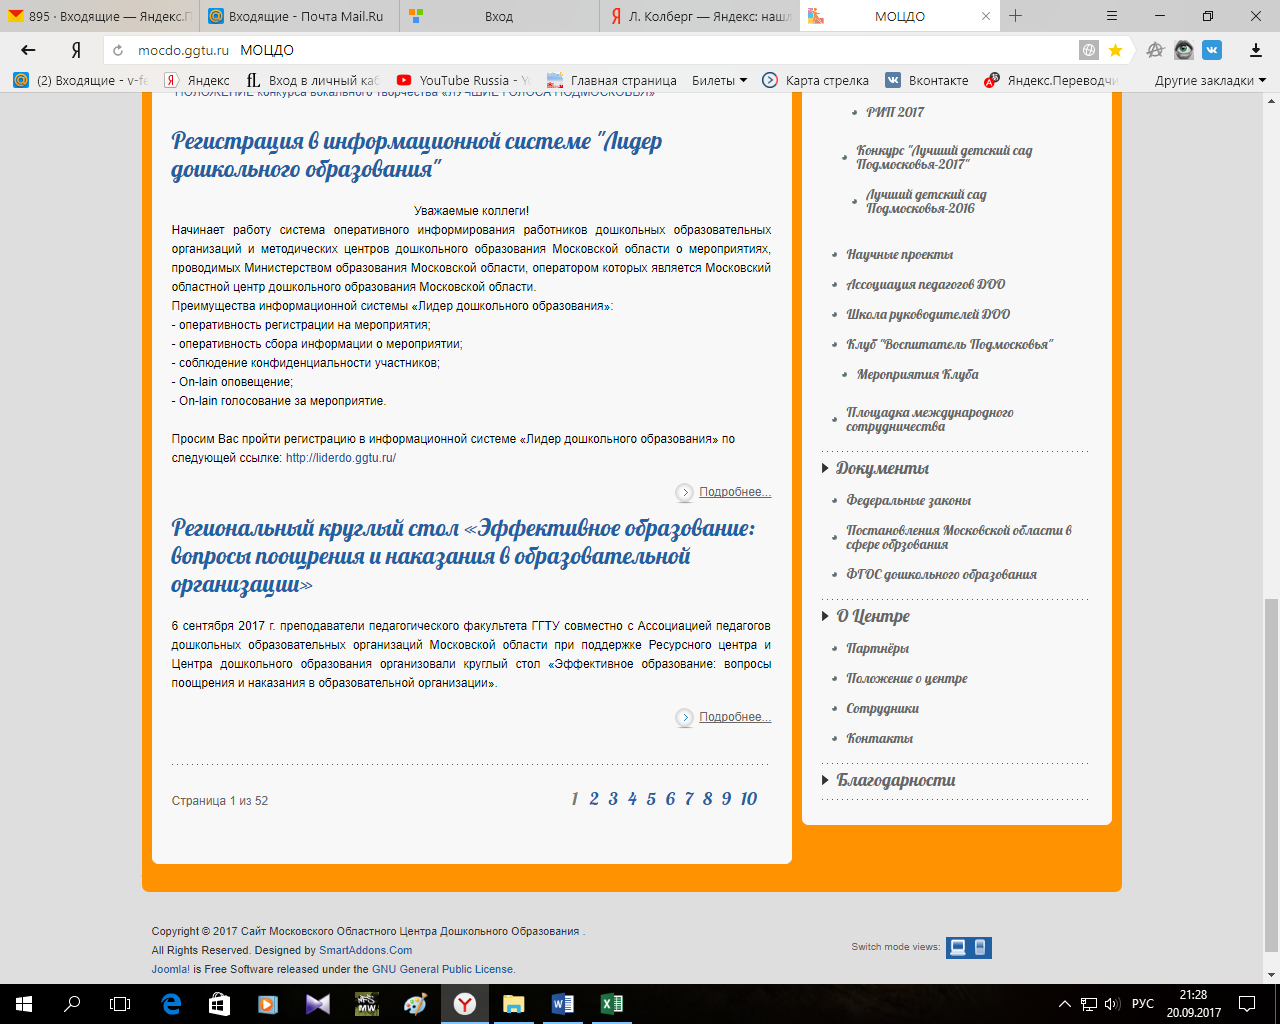 895 · Входящие — Яндекс.П
Входящие - Почта Mail.Ru
Вход
Л. Колберг — Яндекс: нашл
МОЦДО
mocdo.ggtu.ru МОЦДО
(2) Входящие - v-fe
Яндекс
Вход в личный каб
YouTube Russia - Yo
Главная страница
Билеты
Карта стрелка
Вконтакте
Яндекс.Переводчи
Другие закладки
ПОЛОЖЕНИЕ конкурса вокального творчества «ЛУЧШИЕ ГОЛОСА ПОДМОСКОВЬЯ»
Регистрация в информационной системе "Лидер
дошкольного образования"
Уважаемые коллеги!
Начинает работу система оперативного информирования работников дошкольных образовательных
организаций и методических центров дошкольного образования Московской области о мероприятиях,
проводимых Министерством образования Московской области, оператором которых является Московский
областной центр дошкольного образования Московской области.
Преимущества информационной системы «Лидер дошкольного образования»:
- оперативность регистрации на мероприятия;
- оперативность сбора информации о мероприятии;
- соблюдение конфиденциальности участников;
- On-lain оповещение;
- On-lain голосование за мероприятие.
Просим Вас пройти регистрацию в информационной системе «Лидер дошкольного образования» по
следующей ссылке: http://liderdo.ggtu.ru/
Подробнее...
Региональный круглый стол «Эффективное образование:
вопросы поощрения и наказания в образовательной
организации»
6 сентября 2017 г. преподаватели педагогического факультета ГГТУ совместно с Ассоциацией педагогов
дошкольных образовательных организаций Московской области при поддержке Ресурсного центра и
Центра дошкольного образования организовали круглый стол «Эффективное образование: вопросы
поощрения и наказания в образовательной организации».
Подробнее...
Страница 1 из 52
1 2 3 4 5 6 7 8 9 10
РИП 2017
Конкурс "Лучший детский сад
Подмосковья-2017"
Лучший детский сад
Подмосковья-2016
Научные проекты
Ассоциация педагогов ДОО
Школа руководителей ДОО
Клуб "Воспитатель Подмосковья"
Мероприятия Клуба
Площадка международного
сотрудничества
Документы
Федеральные законы
Постановления Московской области в
сфере обрзования
ФГОС дошкольного образования
О Центре
Партнёры
Положение о центре
Сотрудники
Контакты
Благодарности
Copyright © 2017 Сайт Московского Областного Центра Дошкольного Образования .
All Rights Reserved. Designed by SmartAddons.Com
Joomla! is Free Software released under the GNU General Public License.
Switch mode views:
РУС
21:28
20.09.2017